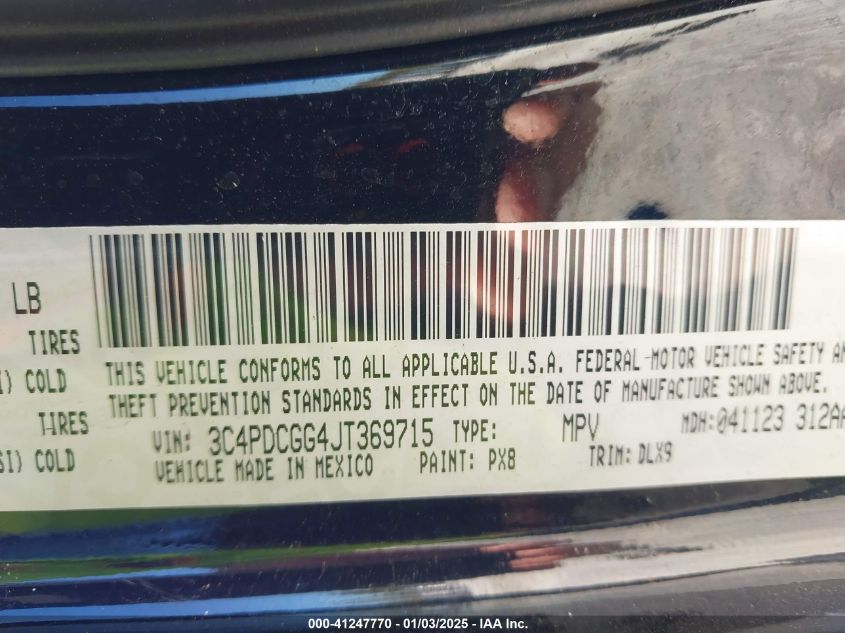 LB
TIRES
I) COLD
TIRES
SI) COLD
THIS VEHICLE CONFORMS TO ALL APPLICABLE U.S.A. FEDERAL-MOTOR VEHICLE SAFETY AN
THEFT PREVENTION STANDARDS IN EFFECT ON THE DATE OF MANUFACTURE SHOWN ABOVE.
VIN: 3C4PDCGG4JT369715 TYPE: MPV MDH:041123 312AA
VEHICLE MADE IN MEXICO PAINT: PX8 TRIM: DLX9
000-41247770 - 01/03/2025 - IAA Inc.